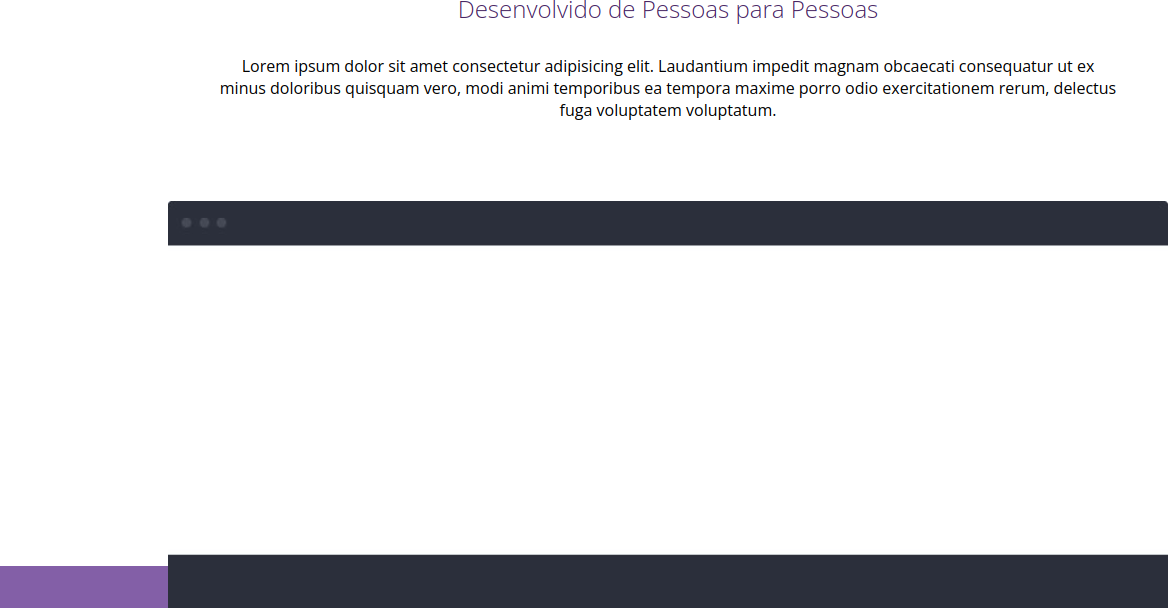 Desenvolvido de Pessoas para Pessoas
Lorem ipsum dolor sit amet consectetur adipisicing elit. Laudantium impedit magnam obcaecati consequatur ut ex
minus doloribus quisquam vero, modi animi temporibus ea tempora maxime porro odio exercitationem rerum, delectus
fuga voluptatem voluptatum.